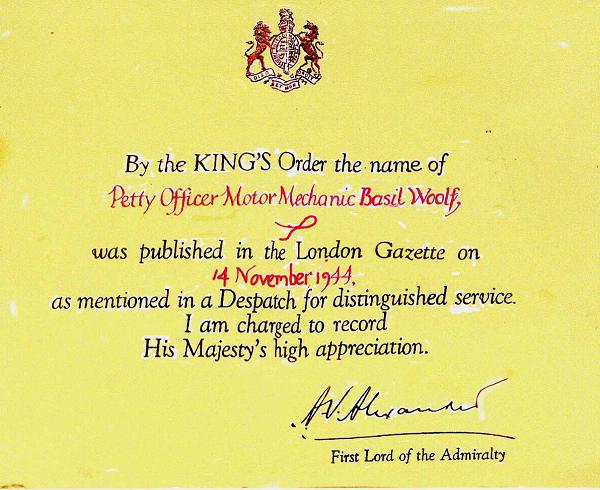 By the KING'S Order the name of
Petty Officer Motor Mechanic Basil Woolf,
was published in the London Gazette on
14 November 1944,
as mentioned in a Despatch for distinguished service.
I am charged to record
His Majesty's high appreciation.
A.V. Alexander
First Lord of the Admiralty